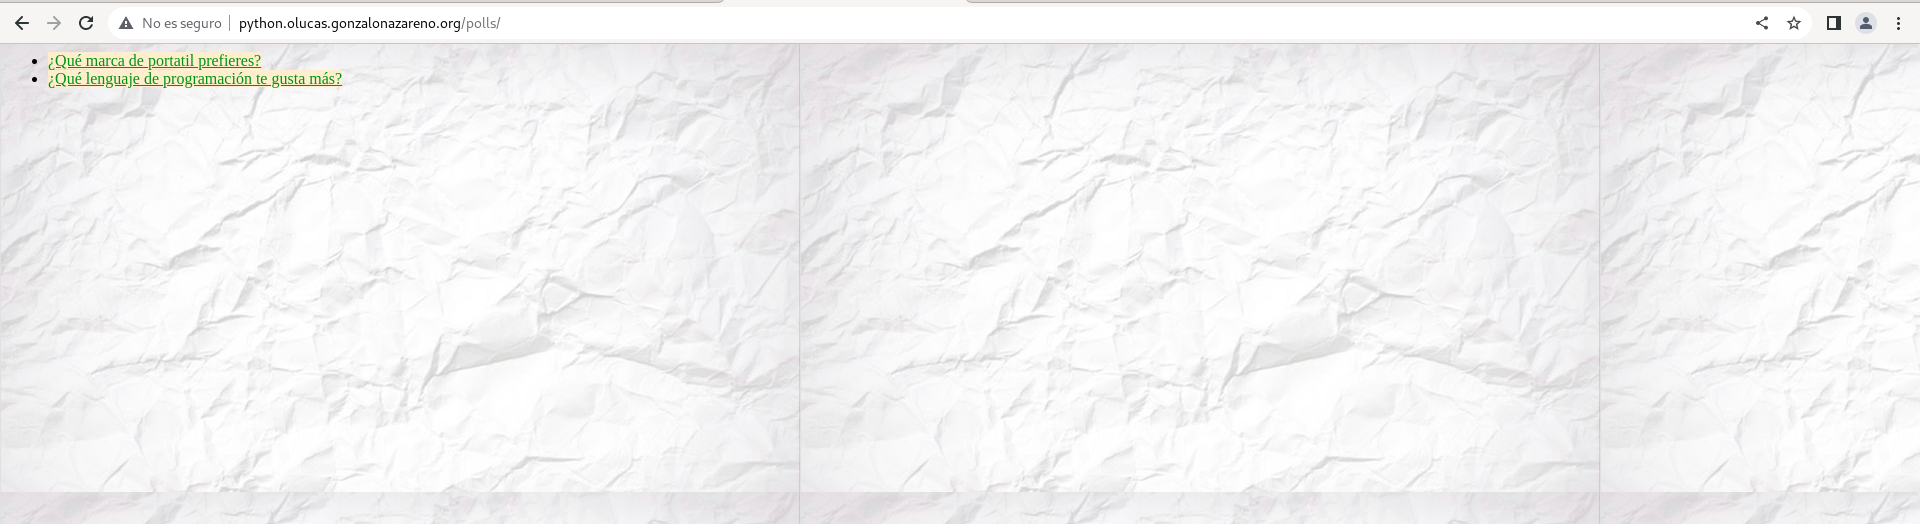 No es seguro python.olucas.gonzalonazareno.org/polls/
¿Qué marca de portatil prefieres?
¿Qué lenguaje de programación te gusta más?